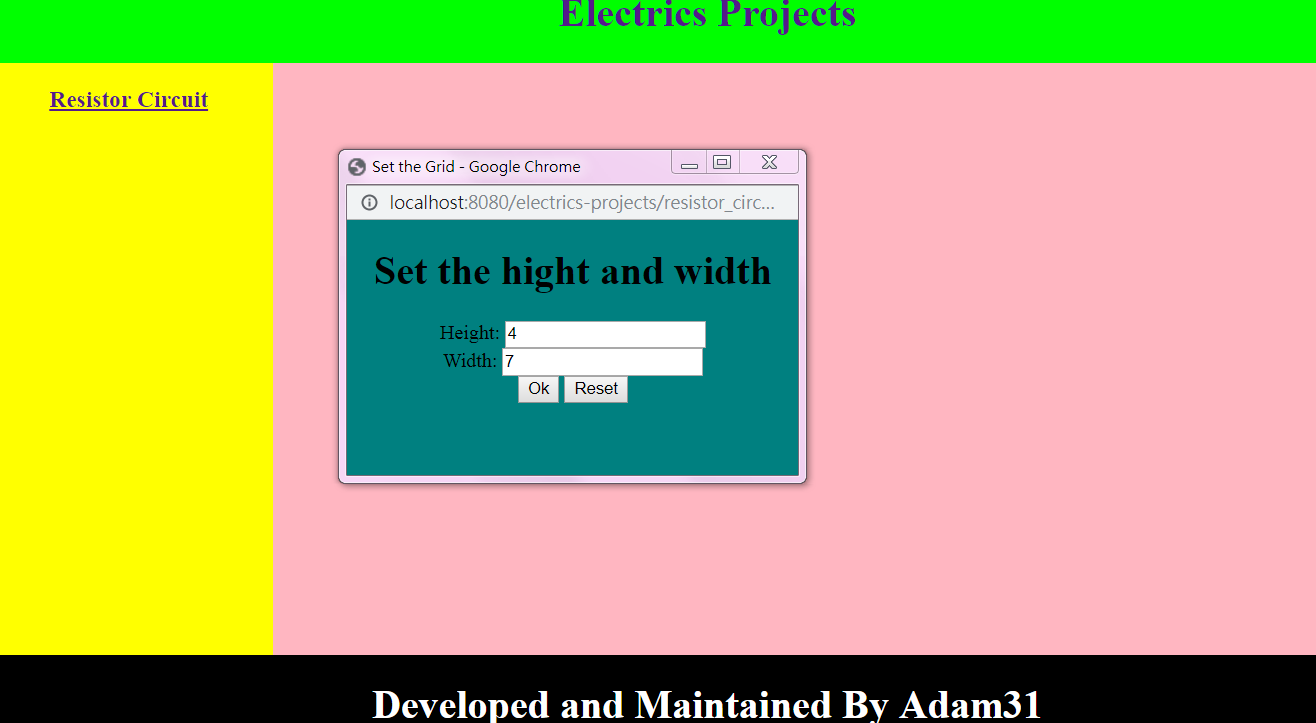 Electrics Projects
Resistor Circuit
Set the Grid - Google Chrome
localhost:8080/electrics-projects/resistor_circ...
Set the hight and width
Height: 4
Width: 7
Ok Reset
Developed and Maintained By Adam31